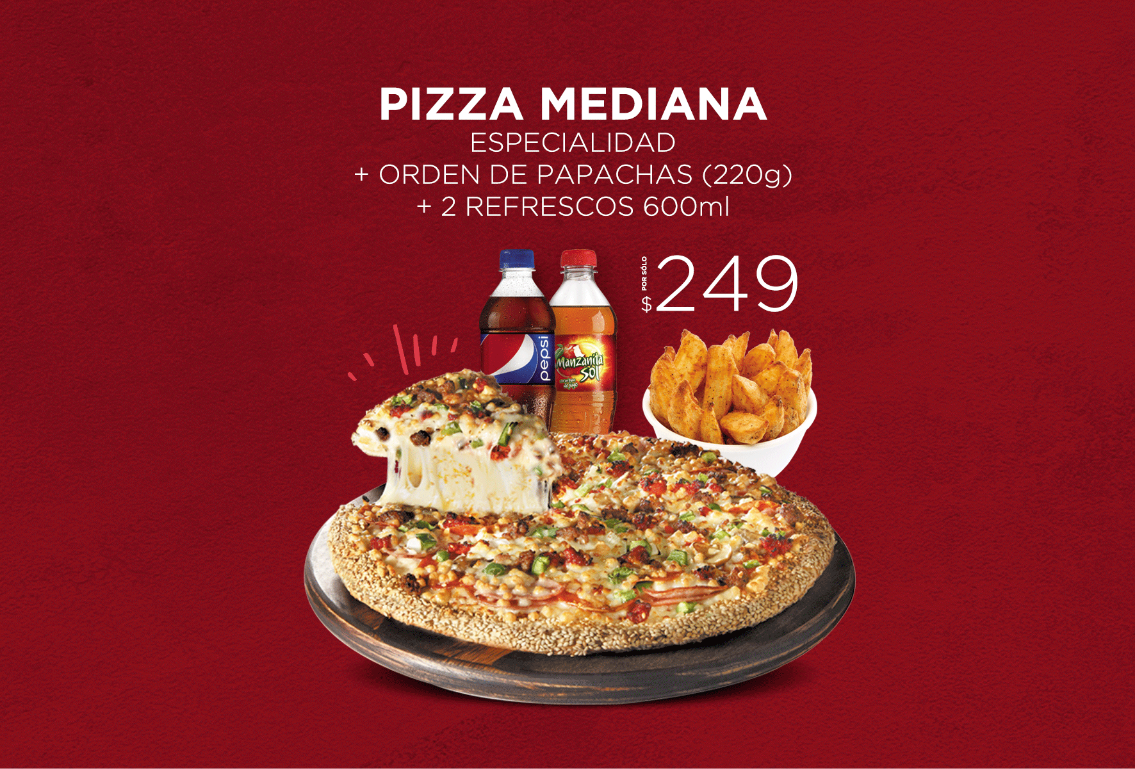 PIZZA MEDIANA
ESPECIALIDAD
+ ORDEN DE PAPACHAS (220g)
+ 2 REFRESCOS 600ml
POR SÓLO
$249
pepsi
Manzanita
Sol